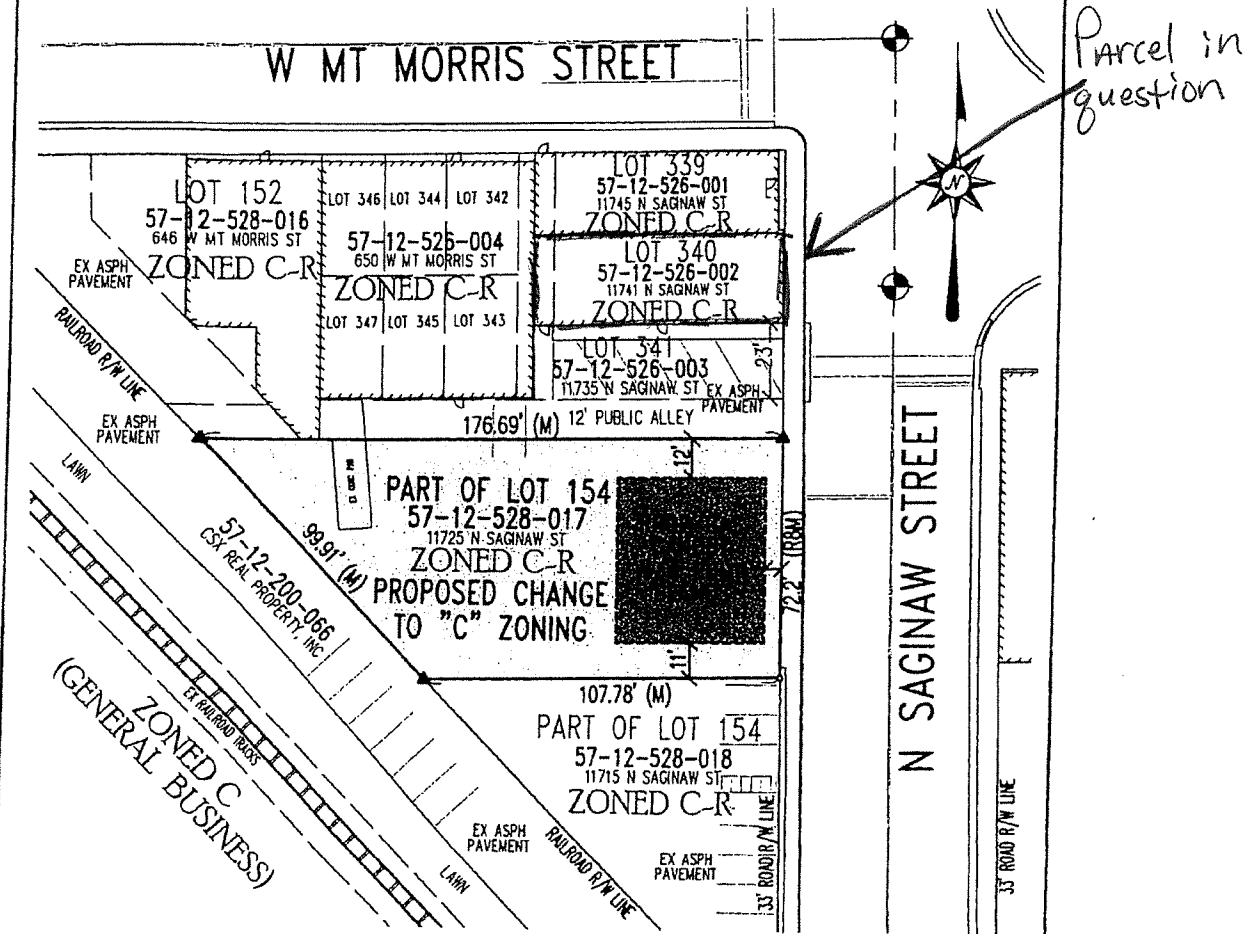 W MT MORRIS STREET
Parcel in
question
N
LOT 152
57-12-528-016
646 W MT MORRIS ST
ZONED C-R
EX ASPH
PAVEMENT
LOT 346
LOT 344
LOT 342
57-12-526-004
650 W MT MORRIS ST
ZONED C-R
LOT 347
LOT 345
LOT 343
LOT 339
57-12-526-001
11745 N SAGINAW ST
ZONED C-R
LOT 340
57-12-526-002
11741 N SAGINAW ST
ZONED C-R
LOT 341
57-12-526-003
11735 N SAGINAW ST
EX ASPH
PAVEMENT
23'
RAILROAD R/W LINE
EX ASPH
PAVEMENT
LAWN
176.69' (M)
12' PUBLIC ALLEY
12'
PART OF LOT 154
57-12-528-017
11725 N SAGINAW ST
ZONED C-R
PROPOSED CHANGE
TO "C" ZONING
99.91' (M)
57-12-200-066
CSX REAL PROPERTY, INC
72.2' (R&M)
11'
107.78' (M)
N SAGINAW STREET
EX RAILROAD TRACKS
ZONED C
(GENERAL BUSINESS)
PART OF LOT 154
57-12-528-018
11715 N SAGINAW ST
ZONED C-R
EX ASPH
PAVEMENT
RAILROAD R/W LINE
LAWN
EX ASPH
PAVEMENT
33' ROAD R/W LINE
33' ROAD R/W LINE